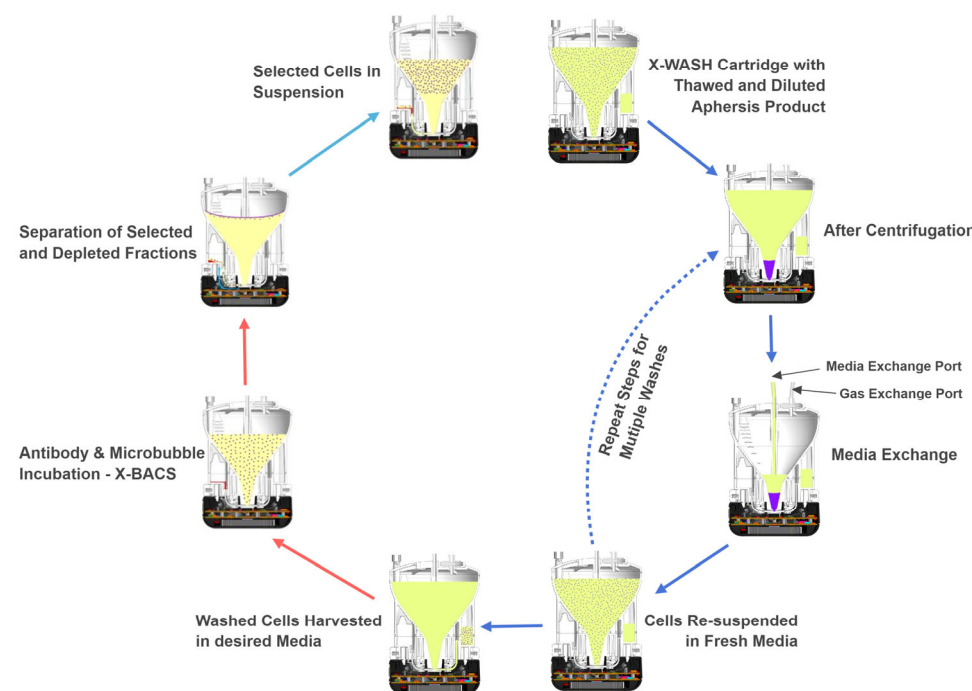 Selected Cells in
Suspension
X-WASH Cartridge with
Thawed and Diluted
Aphersis Product
Separation of Selected
and Depleted Fractions
After Centrifugation
Repeat Steps for
Mutiple Washes
Media Exchange Port
Gas Exchange Port
Media Exchange
Antibody & Microbubble
Incubation - X-BACS
Washed Cells Harvested
in desired Media
Cells Re-suspended
in Fresh Media